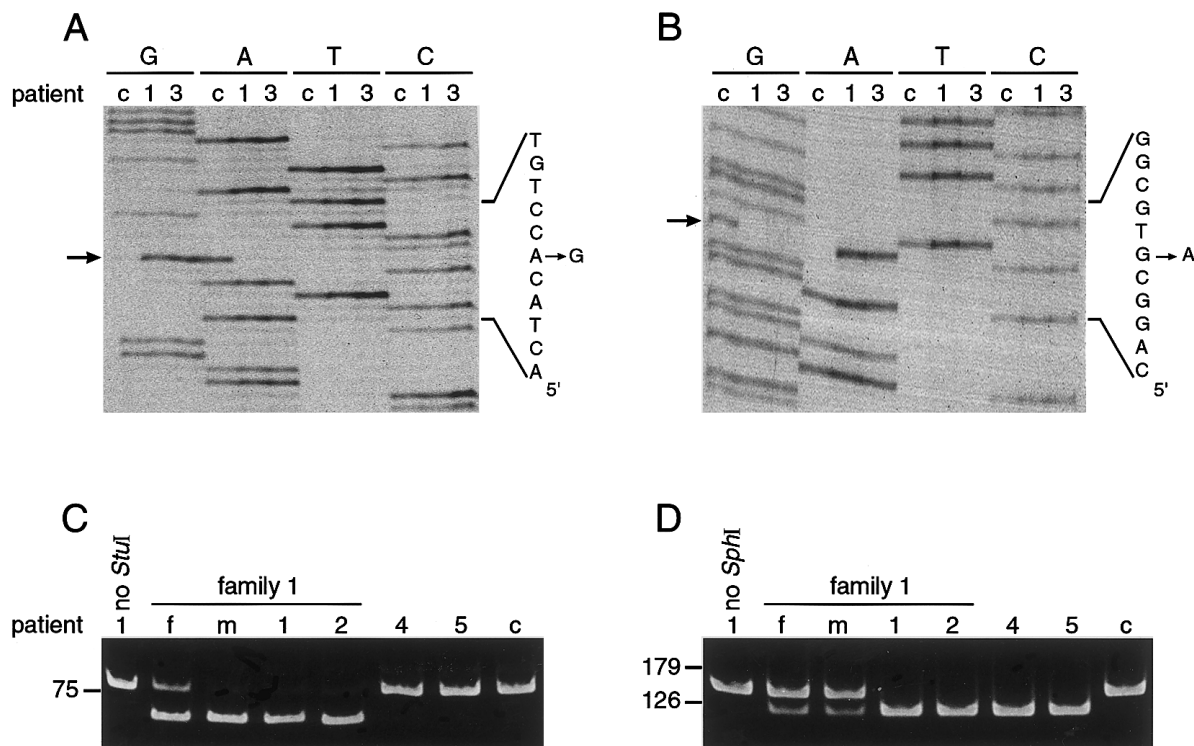 A
G A T C
patient c 1 3 c 1 3 c 1 3 c 1 3
T
G
T
C
C
A → G
C
A
T
C
A
5'
B
G A T C
c 1 3 c 1 3 c 1 3 c 1 3
G
G
C
G
T
G → A
C
G
G
A
C
5'
C
no StuI
family 1
patient 1 f m 1 2 4 5 c
75
D
no SphI
family 1
1 f m 1 2 4 5 c
179
126